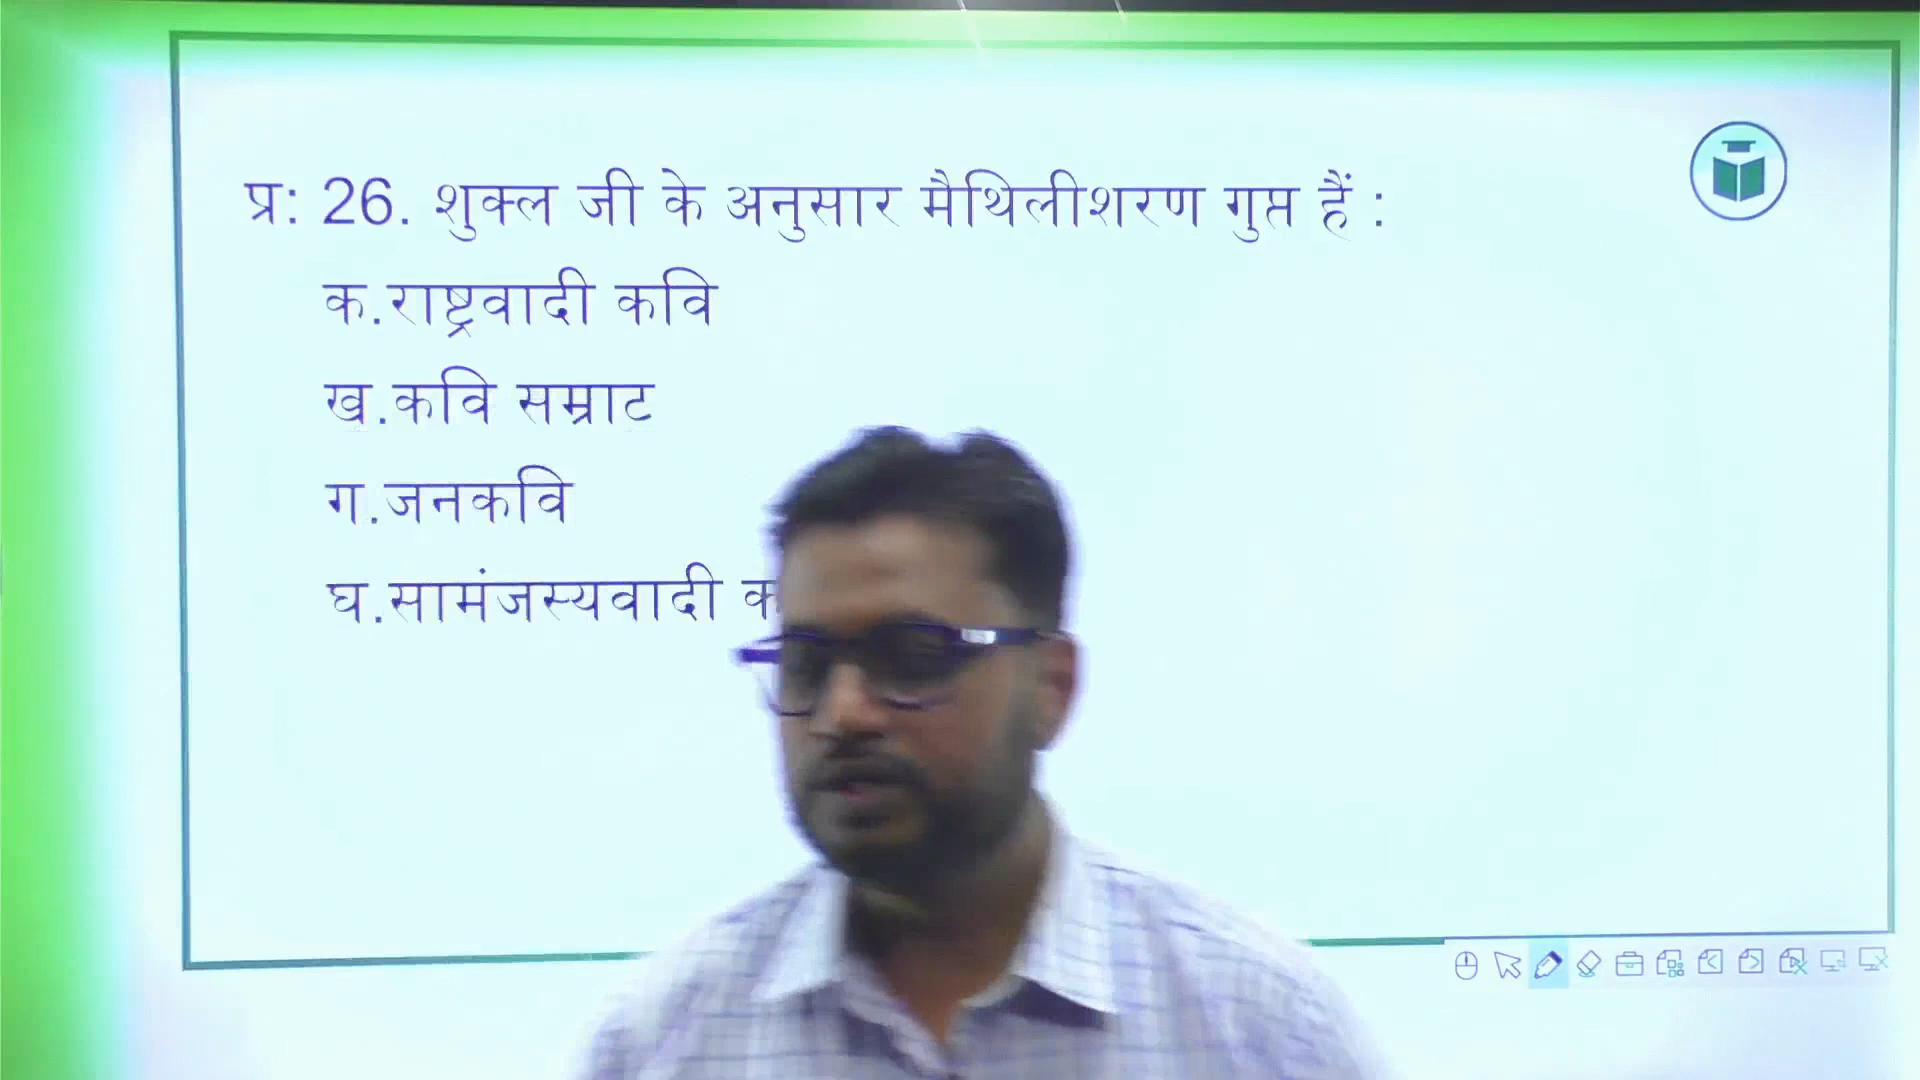 प्र: 26. शुक्ल जी के अनुसार मैथिलीशरण गुप्त हैं :
क.राष्ट्रवादी कवि
ख.कवि सम्राट
ग.जनकवि
घ.सामंजस्यवादी